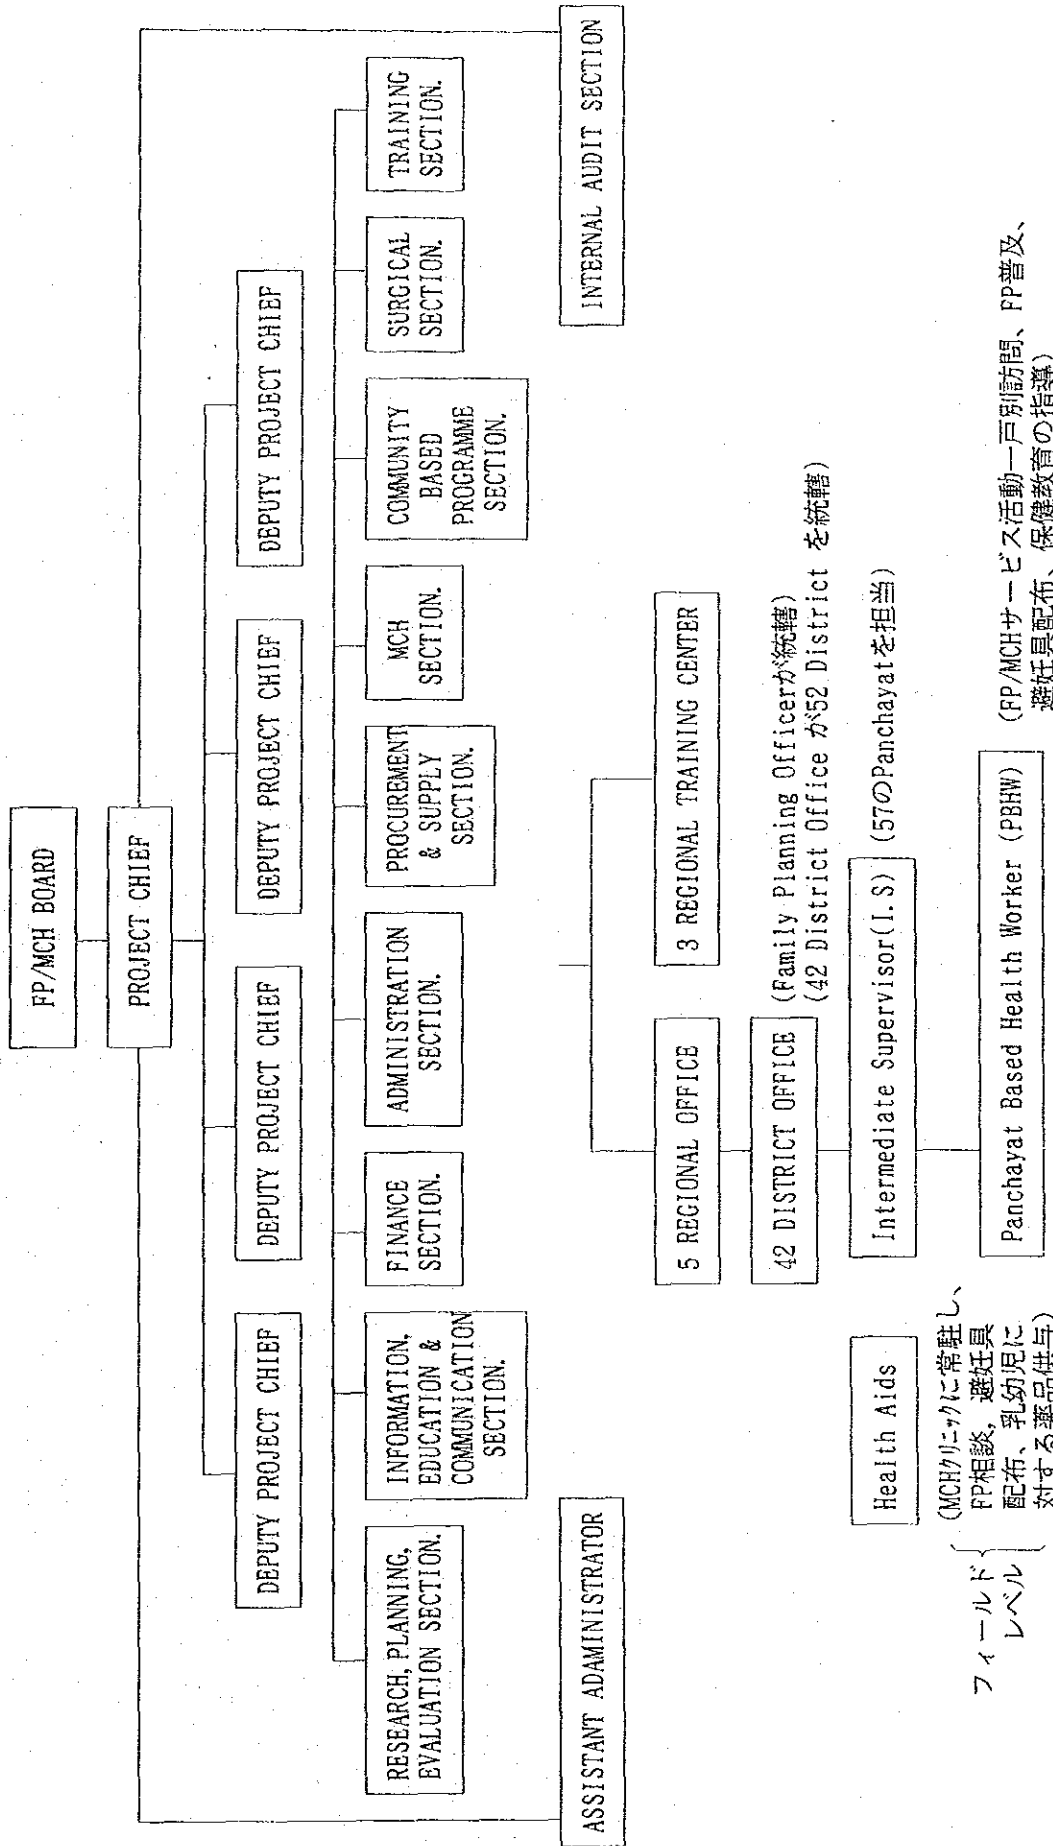 FP/MCH BOARD
PROJECT CHIEF
DEPUTY PROJECT CHIEF
DEPUTY PROJECT CHIEF
DEPUTY PROJECT CHIEF
DEPUTY PROJECT CHIEF
RESEARCH, PLANNING,
EVALUATION SECTION.
INFORMATION,
EDUCATION &
COMMUNICATION
SECTION.
FINANCE
SECTION.
ADMINISTRATION
SECTION.
PROCUREMENT
& SUPPLY
SECTION.
MCH
SECTION.
COMMUNITY
BASED
PROGRAMME
SECTION.
SURGICAL
SECTION.
TRAINING
SECTION.
ASSISTANT ADAMINISTRATOR
INTERNAL AUDIT SECTION
5 REGIONAL OFFICE
3 REGIONAL TRAINING CENTER
42 DISTRICT OFFICE
(Family Planning Officerが統轄)
(42 District Office が52 District を統轄)
Intermediate Supervisor(I.S)
(57のPanchayatを担当)
Health Aids
Panchayat Based Health Worker (PBHW)
フィールド
レベル
(MCHクリニックに常駐し、
FP相談，避妊具
配布、乳幼児に
対する薬品供与)
(FP/MCHサービス活動一戸別訪問、FP普及、
避妊具配布、保健教育の指導)